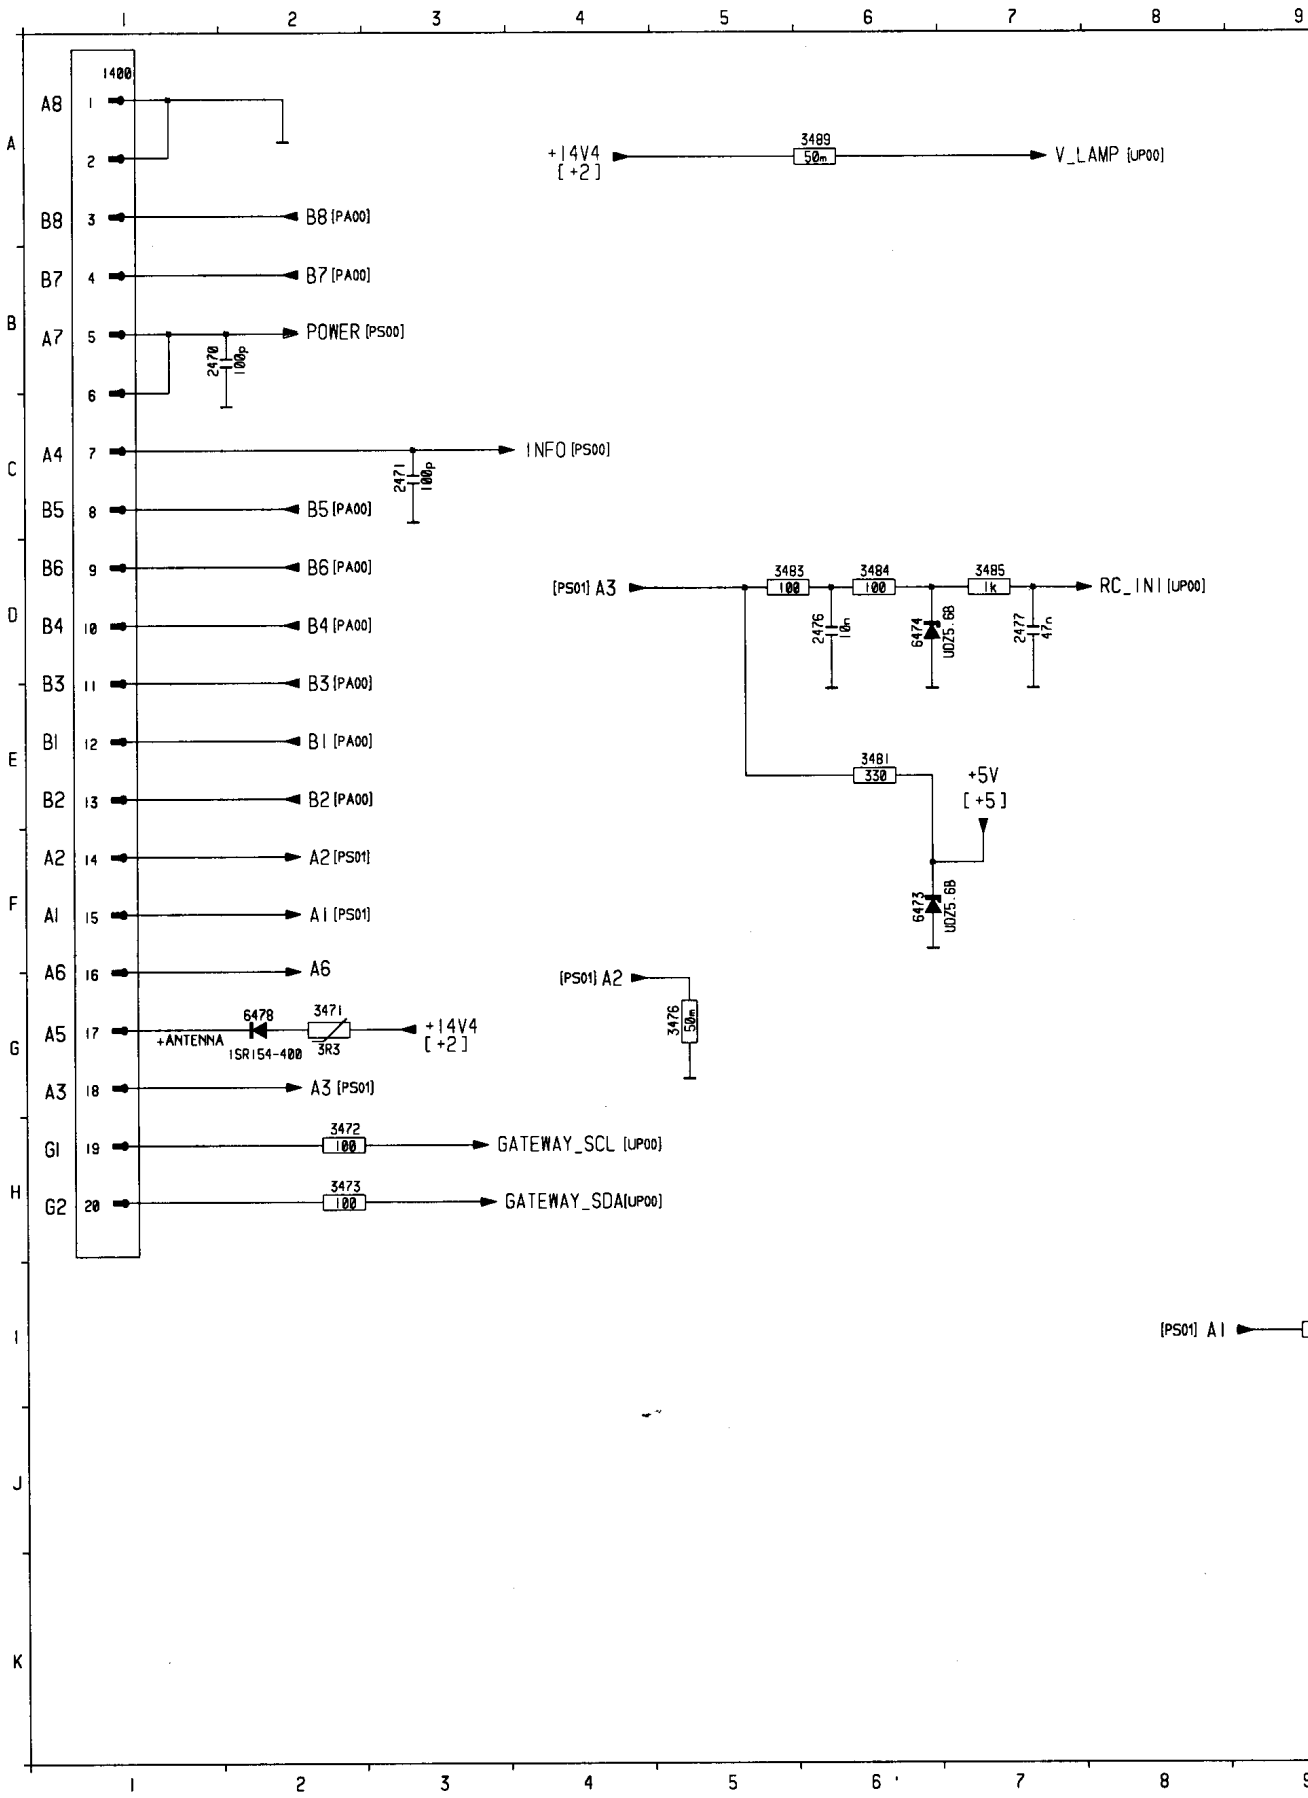 1 2 3 4 5 6 7 8 9
1400
A8 1
A
2
+14V4
[+2]
3489
50m
V_LAMP [UP00]
B8 3 B8 [PA00]
B7 4 B7 [PA00]
B
A7 5 POWER [PS00]
2470
100p
6
A4 7 INFO [PS00]
C
2471
100p
B5 8 B5 [PA00]
B6 9 B6 [PA00]
[PS01] A3
3483
100
3484
100
3485
1k
RC_IN1 [UP00]
D
2476
10n
6474
UDZ5.6B
2477
47n
B4 10 B4 [PA00]
B3 11 B3 [PA00]
B1 12 B1 [PA00]
E
3481
330
+5V
[+5]
B2 13 B2 [PA00]
A2 14 A2 [PS01]
F
A1 15 A1 [PS01]
6473
UDZ5.6B
A6 16 A6
[PS01] A2
3476
50m
G
A5 17
+ANTENNA
6478
1SR154-400
3471
3R3
+14V4
[+2]
A3 18 A3 [PS01]
G1 19
3472
100
GATEWAY_SCL [UP00]
H
G2 20
3473
100
GATEWAY_SDA[UP00]
I
[PS01] A1
J
K
1 2 3 4 5 6 7 8 9